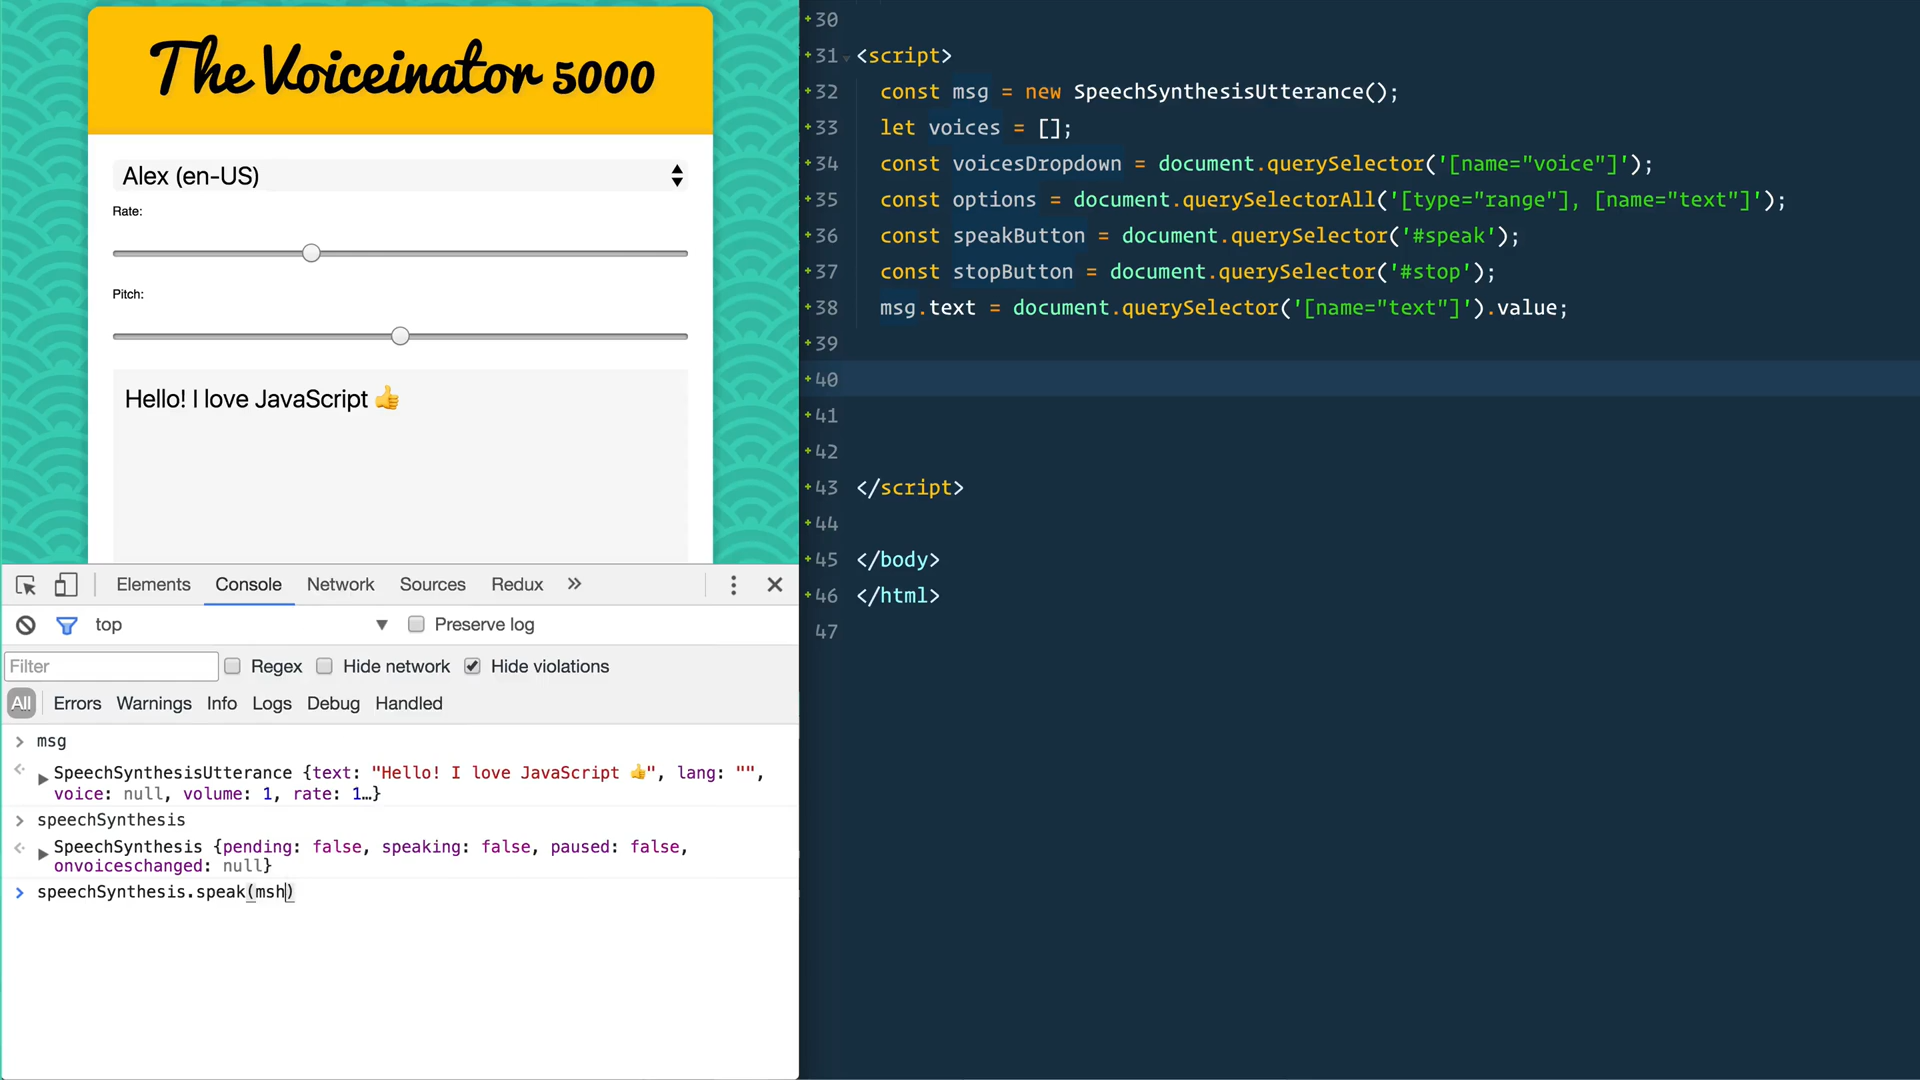 The Voiceinator 5000
Alex (en-US)
Rate:
Pitch:
Hello! I love JavaScript 👍
Elements Console Network Sources Redux »
top ▼ Preserve log
Filter Regex Hide network Hide violations
All Errors Warnings Info Logs Debug Handled
> msg
SpeechSynthesisUtterance {text: "Hello! I love JavaScript 👍", lang: "",
voice: null, volume: 1, rate: 1…}
> speechSynthesis
SpeechSynthesis {pending: false, speaking: false, paused: false,
onvoiceschanged: null}
> speechSynthesis.speak(msh)
30
31 <script>
32 const msg = new SpeechSynthesisUtterance();
33 let voices = [];
34 const voicesDropdown = document.querySelector('[name="voice"]');
35 const options = document.querySelectorAll('[type="range"], [name="text"]');
36 const speakButton = document.querySelector('#speak');
37 const stopButton = document.querySelector('#stop');
38 msg.text = document.querySelector('[name="text"]').value;
39
40
41
42
43 </script>
44
45 </body>
46 </html>
47